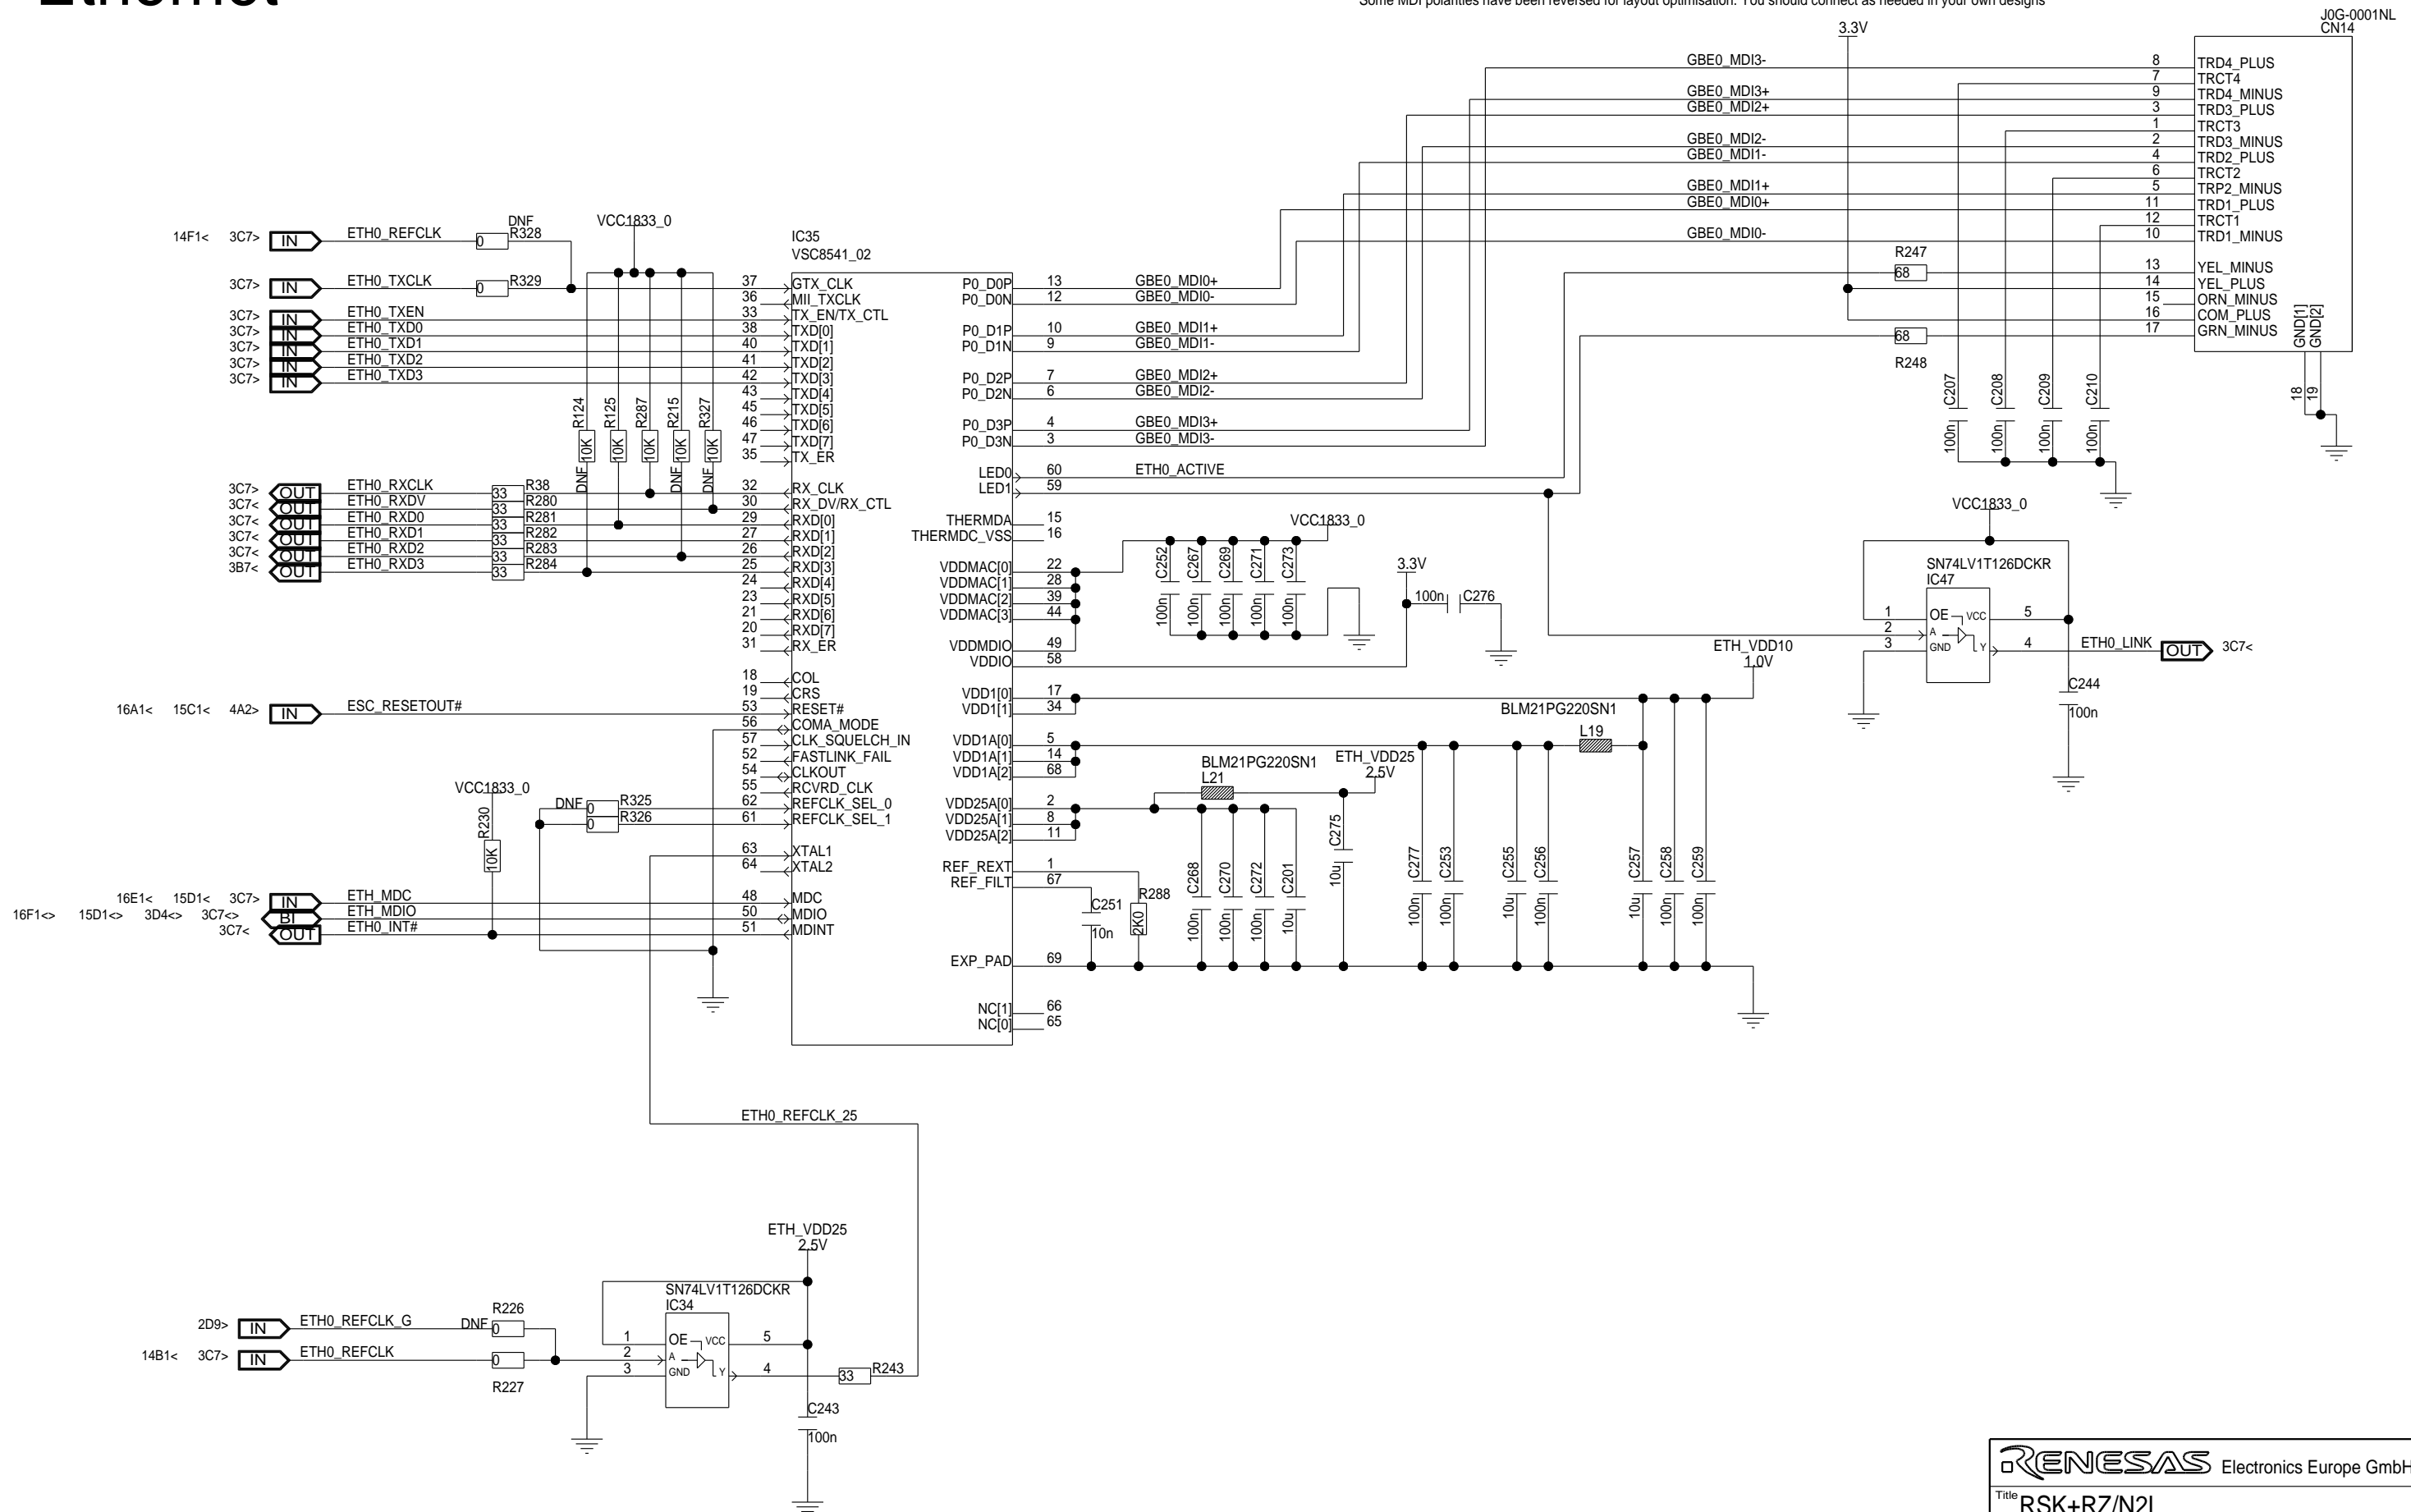 Ethernet
Some MDI polarities have been reversed for layout optimisation. You should connect as needed in your own designs
J0G-0001NL
CN14
3.3V
GBE0_MDI3-
8
TRD4_PLUS
7
TRCT4
GBE0_MDI3+
9
TRD4_MINUS
GBE0_MDI2+
3
TRD3_PLUS
1
TRCT3
GBE0_MDI2-
2
TRD3_MINUS
GBE0_MDI1-
4
TRD2_PLUS
6
TRCT2
GBE0_MDI1+
5
TRP2_MINUS
GBE0_MDI0+
11
TRD1_PLUS
12
TRCT1
GBE0_MDI0-
10
TRD1_MINUS
R247
68
13
YEL_MINUS
14
YEL_PLUS
15
ORN_MINUS
16
COM_PLUS
17
GRN_MINUS
68
R248
GND[1]
GND[2]
18
19
C207
100n
C208
100n
C209
100n
C210
100n
14F1< 3C7> IN ETH0_REFCLK
0
DNF
R328
VCC1833_0
3C7> IN ETH0_TXCLK
0
R329
3C7> IN ETH0_TXEN
3C7> IN ETH0_TXD0
3C7> IN ETH0_TXD1
3C7> IN ETH0_TXD2
3C7> IN ETH0_TXD3
R124
10K
DNF
R125
10K
R287
10K
R215
10K
DNF
R327
10K
DNF
3C7> OUT ETH0_RXCLK 33 R38
3C7< OUT ETH0_RXDV 33 R280
3C7< OUT ETH0_RXD0 33 R281
3C7< OUT ETH0_RXD1 33 R282
3C7< OUT ETH0_RXD2 33 R283
3B7< OUT ETH0_RXD3 33 R284
16A1< 15C1< 4A2> IN ESC_RESETOUT#
VCC1833_0
R230
10K
DNF
0
R325
0
R326
16E1< 15D1< 3C7> IN ETH_MDC
16F1<> 15D1<> 3D4<> 3C7<> BI ETH_MDIO
3C7< OUT ETH0_INT#
IC35
VSC8541_02
37 GTX_CLK
36 MII_TXCLK
33 TX_EN/TX_CTL
38 TXD[0]
40 TXD[1]
41 TXD[2]
42 TXD[3]
43 TXD[4]
45 TXD[5]
46 TXD[6]
47 TXD[7]
35 TX_ER
32 RX_CLK
30 RX_DV/RX_CTL
29 RXD[0]
27 RXD[1]
26 RXD[2]
25 RXD[3]
24 RXD[4]
23 RXD[5]
21 RXD[6]
20 RXD[7]
31 RX_ER
18 COL
19 CRS
53 RESET#
56 COMA_MODE
57 CLK_SQUELCH_IN
52 FASTLINK_FAIL
54 CLKOUT
55 RCVRD_CLK
62 REFCLK_SEL_0
61 REFCLK_SEL_1
63 XTAL1
64 XTAL2
48 MDC
50 MDIO
51 MDINT
P0_D0P 13 GBE0_MDI0+
P0_D0N 12 GBE0_MDI0-
P0_D1P 10 GBE0_MDI1+
P0_D1N 9 GBE0_MDI1-
P0_D2P 7 GBE0_MDI2+
P0_D2N 6 GBE0_MDI2-
P0_D3P 4 GBE0_MDI3+
P0_D3N 3 GBE0_MDI3-
LED0 60 ETH0_ACTIVE
LED1 59
THERMDA 15
THERMDC_VSS 16
VDDMAC[0] 22
VDDMAC[1] 28
VDDMAC[2] 39
VDDMAC[3] 44
VDDMDIO 49
VDDIO 58
VDD1[0] 17
VDD1[1] 34
VDD1A[0] 5
VDD1A[1] 14
VDD1A[2] 68
VDD25A[0] 2
VDD25A[1] 8
VDD25A[2] 11
REF_REXT 1
REF_FILT 67
EXP_PAD 69
NC[1] 66
NC[0] 65
VCC1833_0
C252
100n
C267
100n
C269
100n
C271
100n
C273
100n
3.3V
100n
C276
ETH_VDD10
1.0V
BLM21PG220SN1
L19
BLM21PG220SN1
L21
ETH_VDD25
2.5V
C251
10n
R288
2K0
C268
100n
C270
100n
C272
100n
C201
10u
C275
10u
C277
100n
C253
100n
C255
10u
C256
100n
C257
10u
C258
100n
C259
100n
VCC1833_0
SN74LV1T126DCKR
IC47
1 OE VCC 5
2 A
3 GND Y 4
ETH0_LINK OUT 3C7<
C244
100n
ETH0_REFCLK_25
ETH_VDD25
2.5V
SN74LV1T126DCKR
IC34
1 OE VCC 5
2 A
3 GND Y 4
33
R243
C243
100n
2D9> IN ETH0_REFCLK_G
DNF
0
R226
14B1< 3C7> IN ETH0_REFCLK
0
R227
RENESAS Electronics Europe GmbH
Title RSK+RZ/N2L